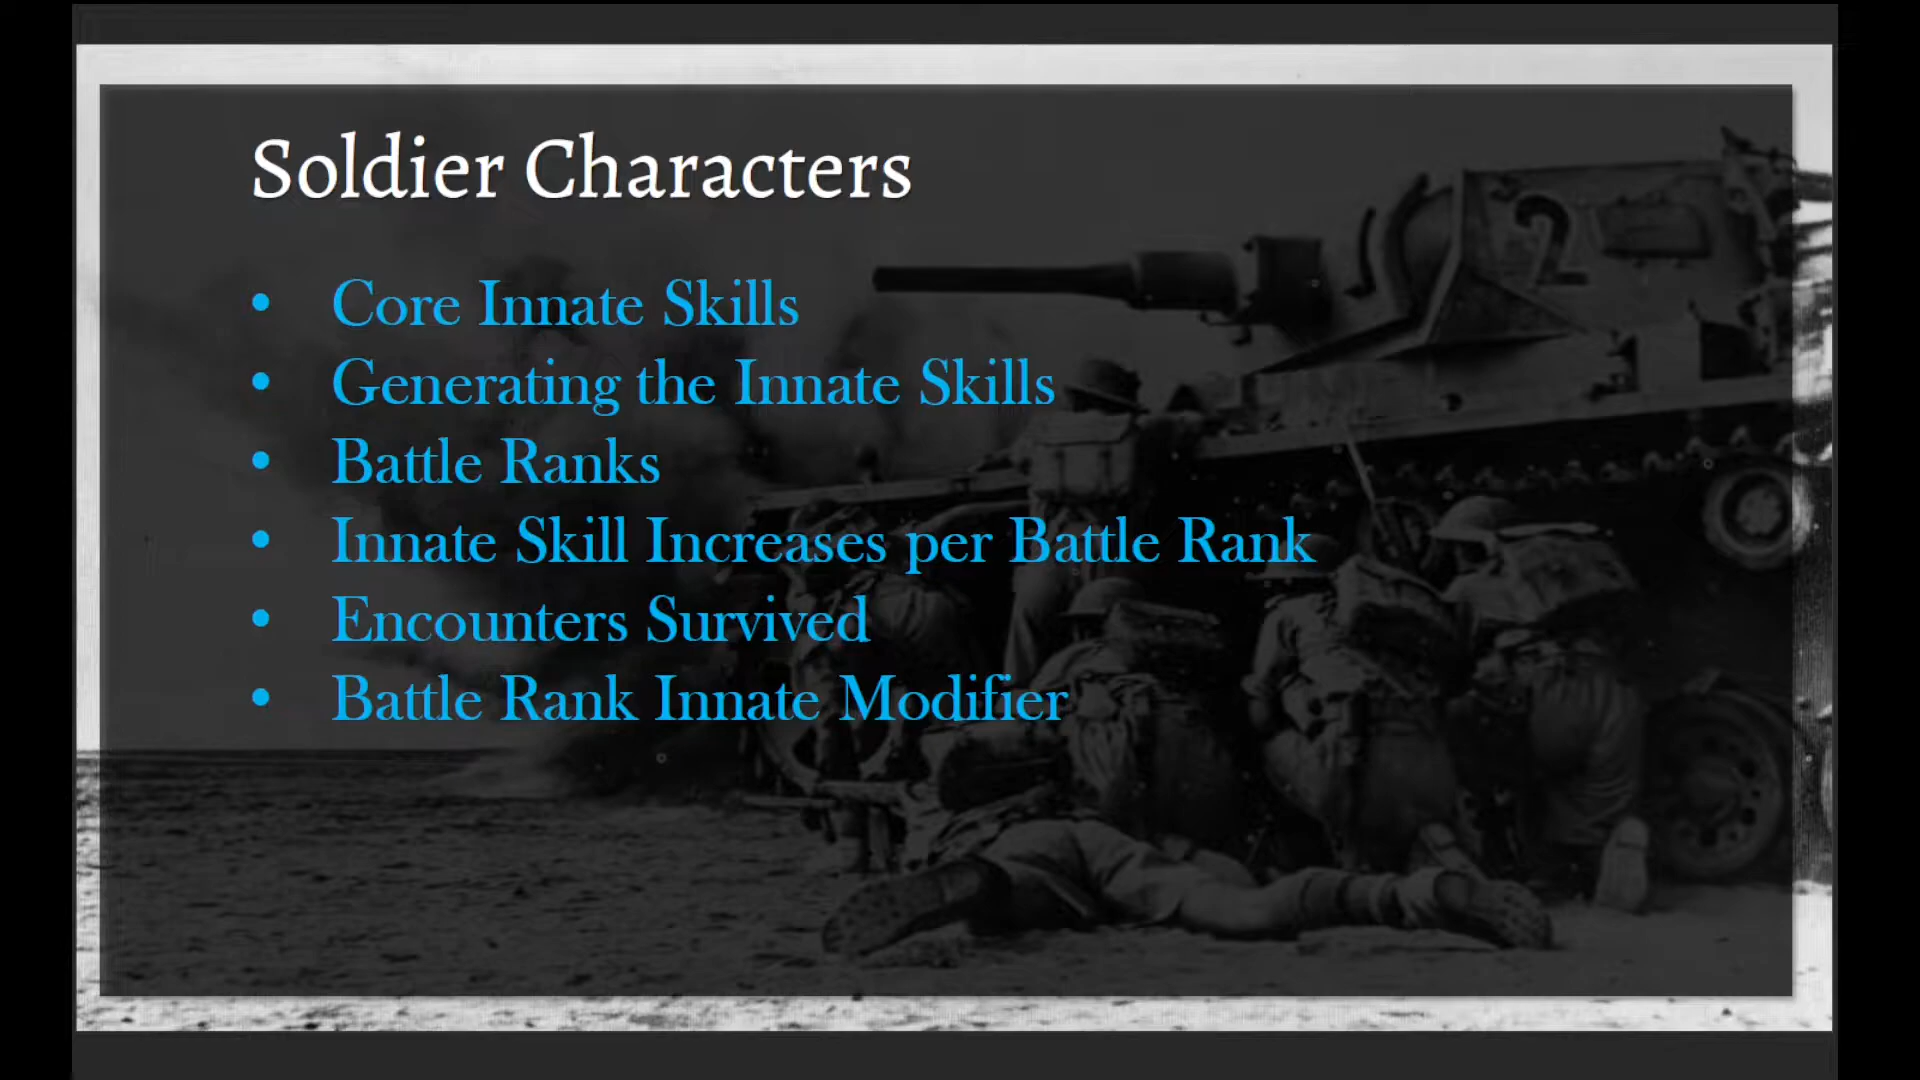 Soldier Characters
• Core Innate Skills
• Generating the Innate Skills
• Battle Ranks
• Innate Skill Increases per Battle Rank
• Encounters Survived
• Battle Rank Innate Modifier
2